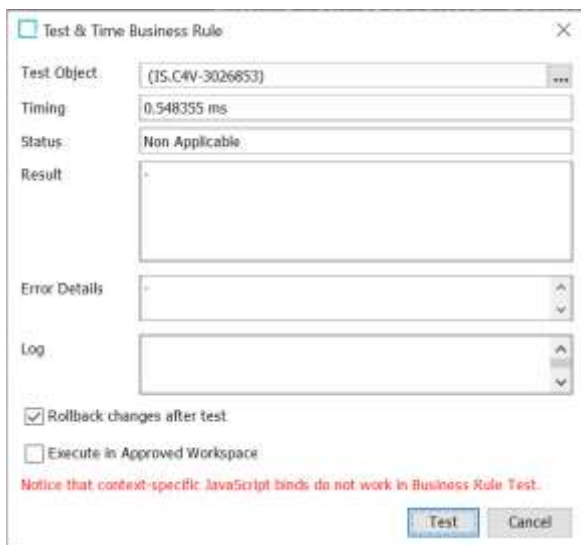 Test & Time Business Rule
Test Object (IS.C4V-3026853) ...
Timing 0.548355 ms
Status Non Applicable
Result -
Error Details -
Log
Rollback changes after test
Execute in Approved Workspace
Notice that context-specific JavaScript binds do not work in Business Rule Test.
Test Cancel